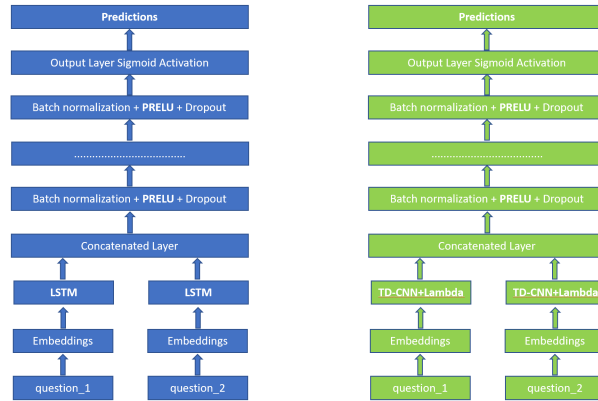 Predictions
Output Layer Sigmoid Activation
Batch normalization + PRELU + Dropout
.....................................
Batch normalization + PRELU + Dropout
Concatenated Layer
LSTM LSTM
Embeddings Embeddings
question_1 question_2
Predictions
Output Layer Sigmoid Activation
Batch normalization + PRELU + Dropout
.....................................
Batch normalization + PRELU + Dropout
Concatenated Layer
TD-CNN+Lambda TD-CNN+Lambda
Embeddings Embeddings
question_1 question_2